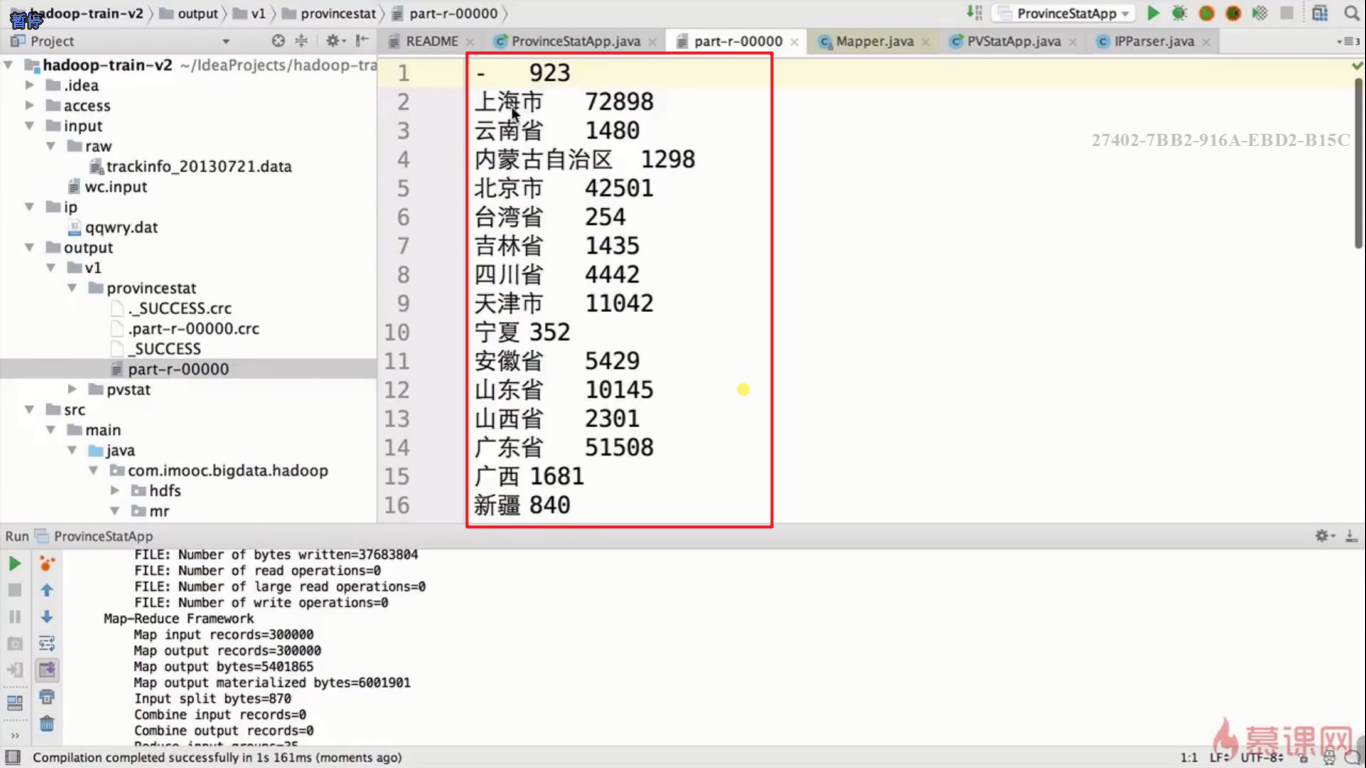 暂停
hadoop-train-v2 output v1 provincestat part-r-00000
ProvinceStatApp
Project
README ProvinceStatApp.java part-r-00000 Mapper.java PVStatApp.java IPParser.java
hadoop-train-v2 ~/IdeaProjects/hadoop-tra
.idea
access
input
raw
trackinfo_20130721.data
wc.input
ip
qqwry.dat
output
v1
provincestat
._SUCCESS.crc
.part-r-00000.crc
_SUCCESS
part-r-00000
pvstat
src
main
java
com.imooc.bigdata.hadoop
hdfs
mr
1 - 923
2 上海市 72898
3 云南省 1480
4 内蒙古自治区 1298
5 北京市 42501
6 台湾省 254
7 吉林省 1435
8 四川省 4442
9 天津市 11042
10 宁夏 352
11 安徽省 5429
12 山东省 10145
13 山西省 2301
14 广东省 51508
15 广西 1681
16 新疆 840
27402-7BB2-916A-EBD2-B15C
Run ProvinceStatApp
FILE: Number of bytes written=37683804
FILE: Number of read operations=0
FILE: Number of large read operations=0
FILE: Number of write operations=0
Map-Reduce Framework
Map input records=300000
Map output records=300000
Map output bytes=5401865
Map output materialized bytes=6001901
Input split bytes=870
Combine input records=0
Combine output records=0
Reduce input groups=35
慕课网
Compilation completed successfully in 1s 161ms (moments ago)
1:1 LF UTF-8